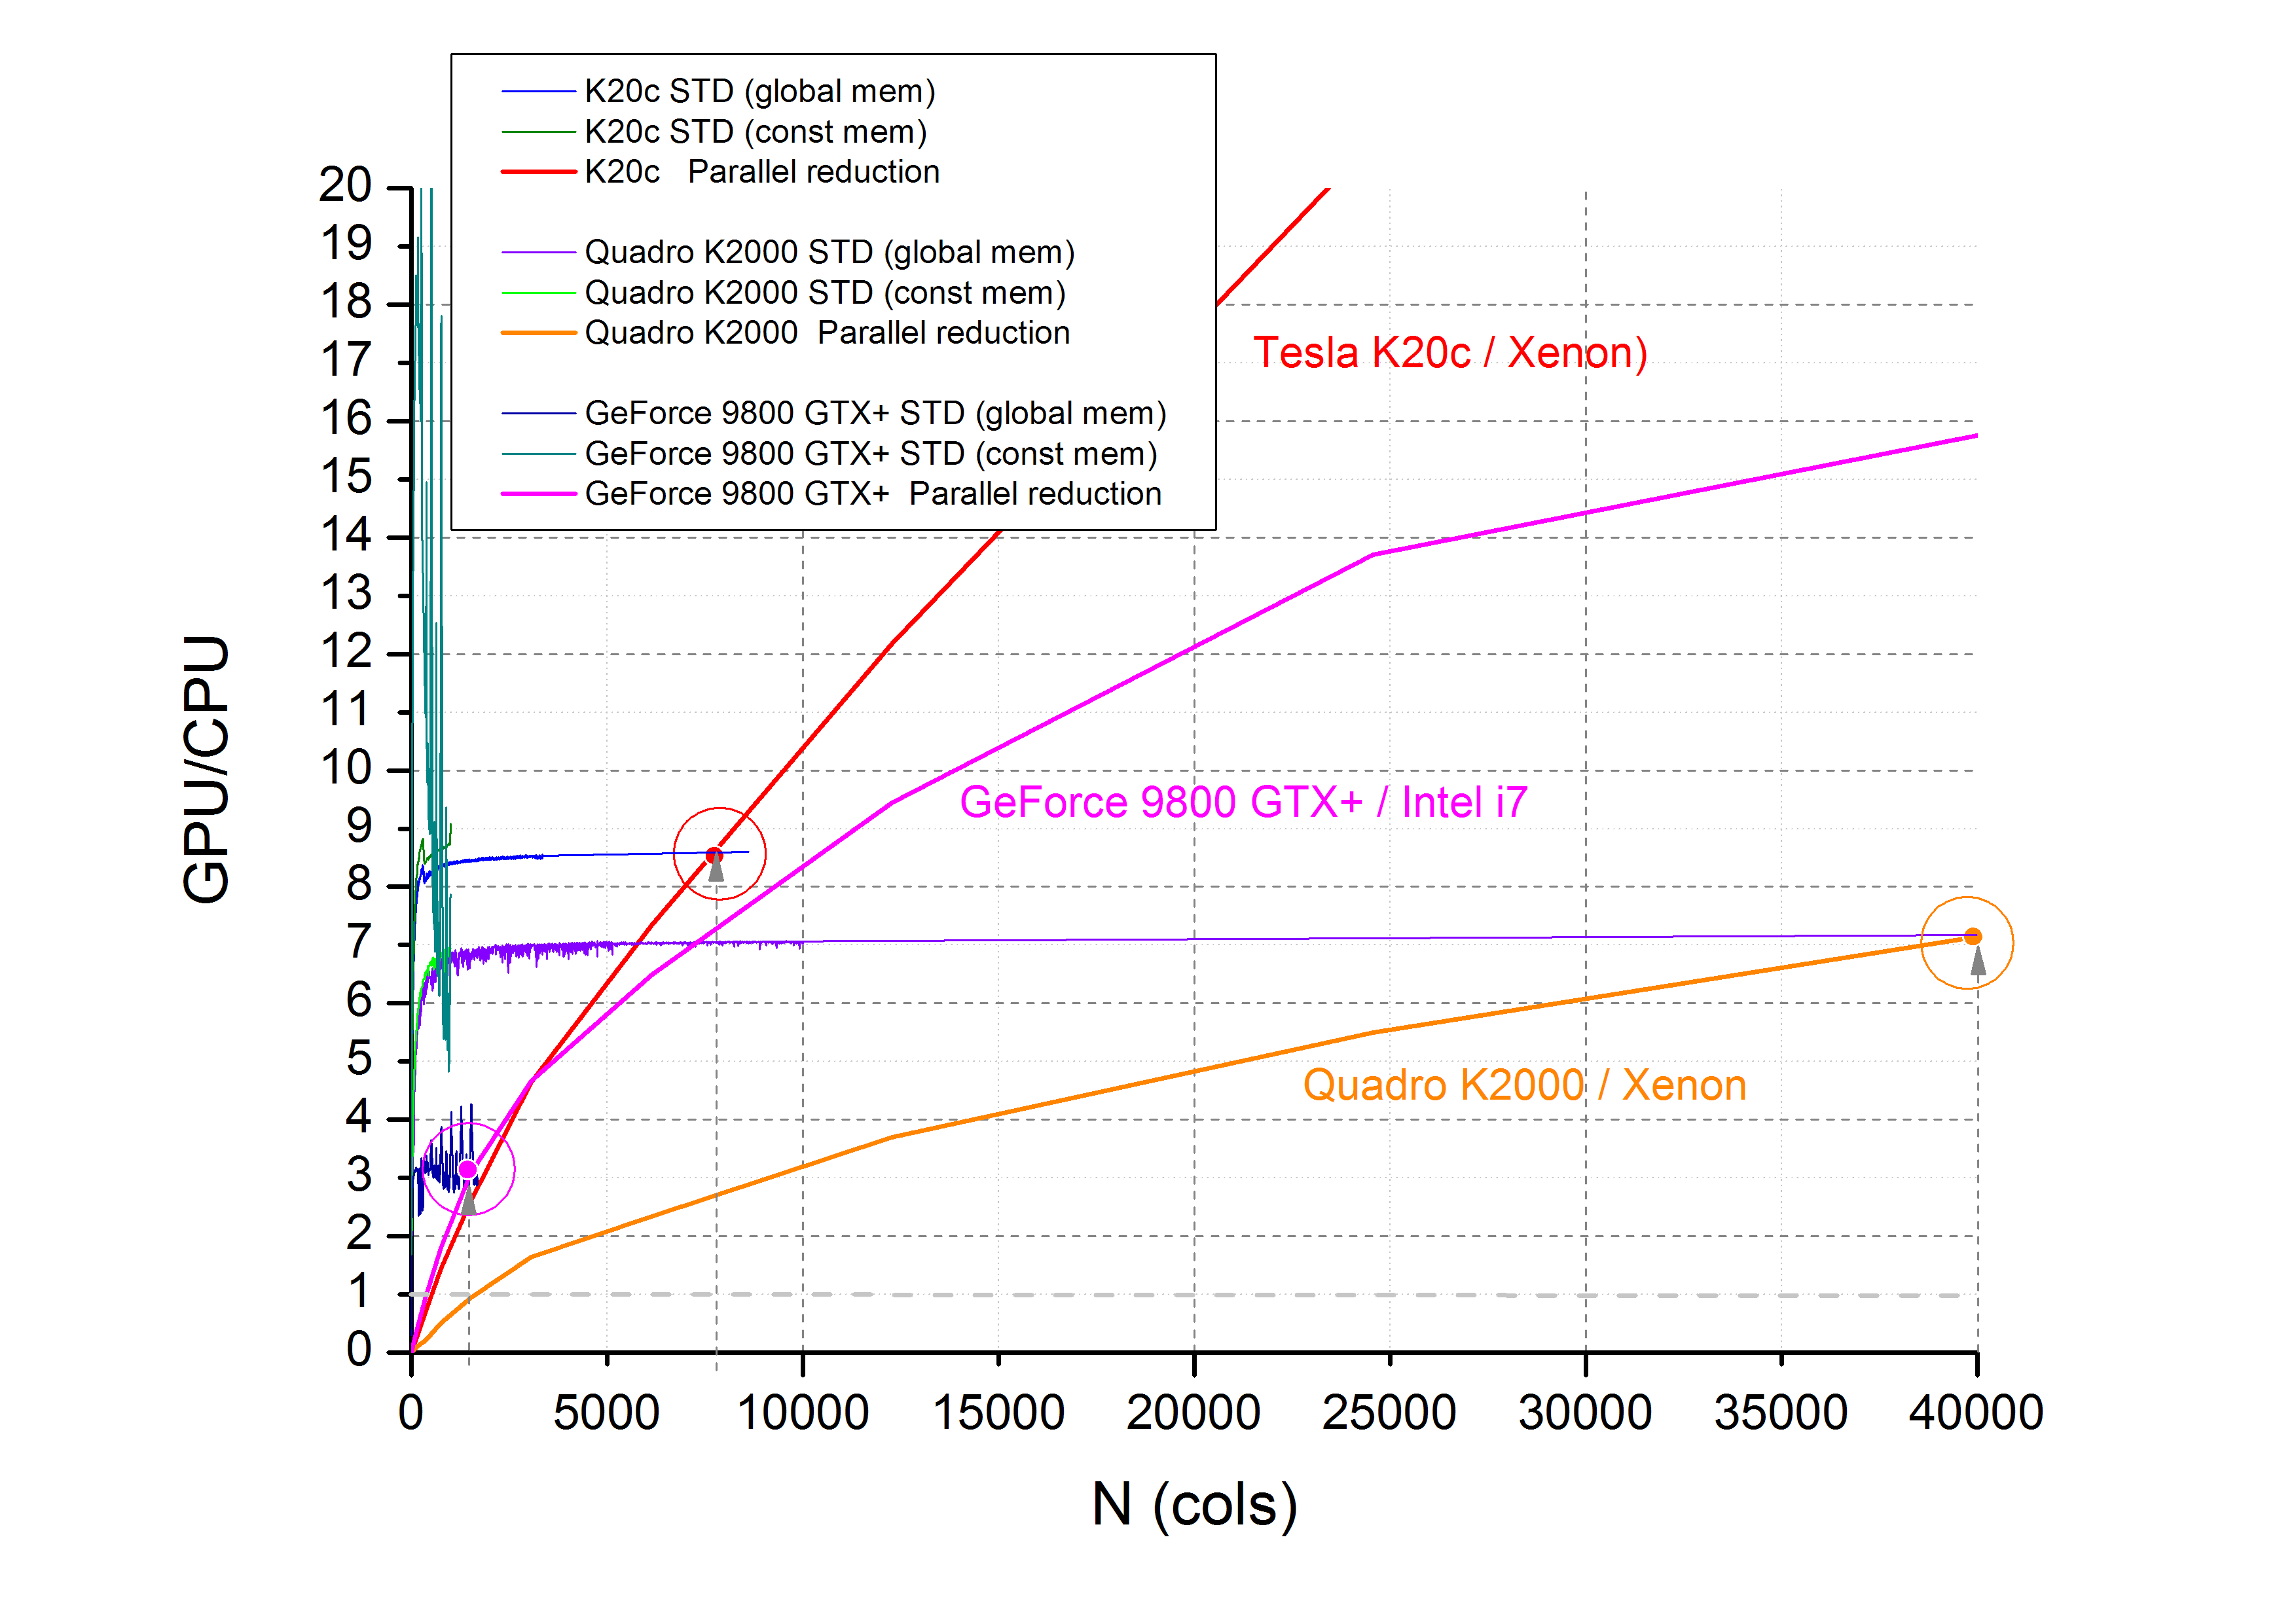 K20c STD (global mem)
K20c STD (const mem)
K20c Parallel reduction
Quadro K2000 STD (global mem)
Quadro K2000 STD (const mem)
Quadro K2000 Parallel reduction
GeForce 9800 GTX+ STD (global mem)
GeForce 9800 GTX+ STD (const mem)
GeForce 9800 GTX+ Parallel reduction
20
19
18
17
16
15
14
13
12
11
10
9
8
7
6
5
4
3
2
1
0
GPU/CPU
Tesla K20c / Xenon)
GeForce 9800 GTX+ / Intel i7
Quadro K2000 / Xenon
0 5000 10000 15000 20000 25000 30000 35000 40000
N (cols)